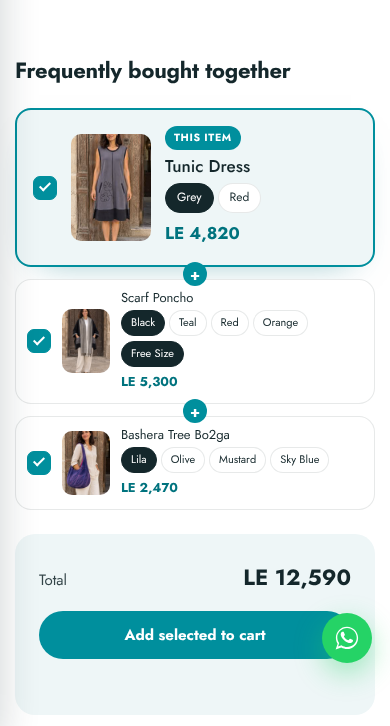 Frequently bought together
THIS ITEM
Tunic Dress
Grey Red
LE 4,820
+
Scarf Poncho
Black Teal Red Orange
Free Size
LE 5,300
+
Bashera Tree Bo2ga
Lila Olive Mustard Sky Blue
LE 2,470
Total LE 12,590
Add selected to cart